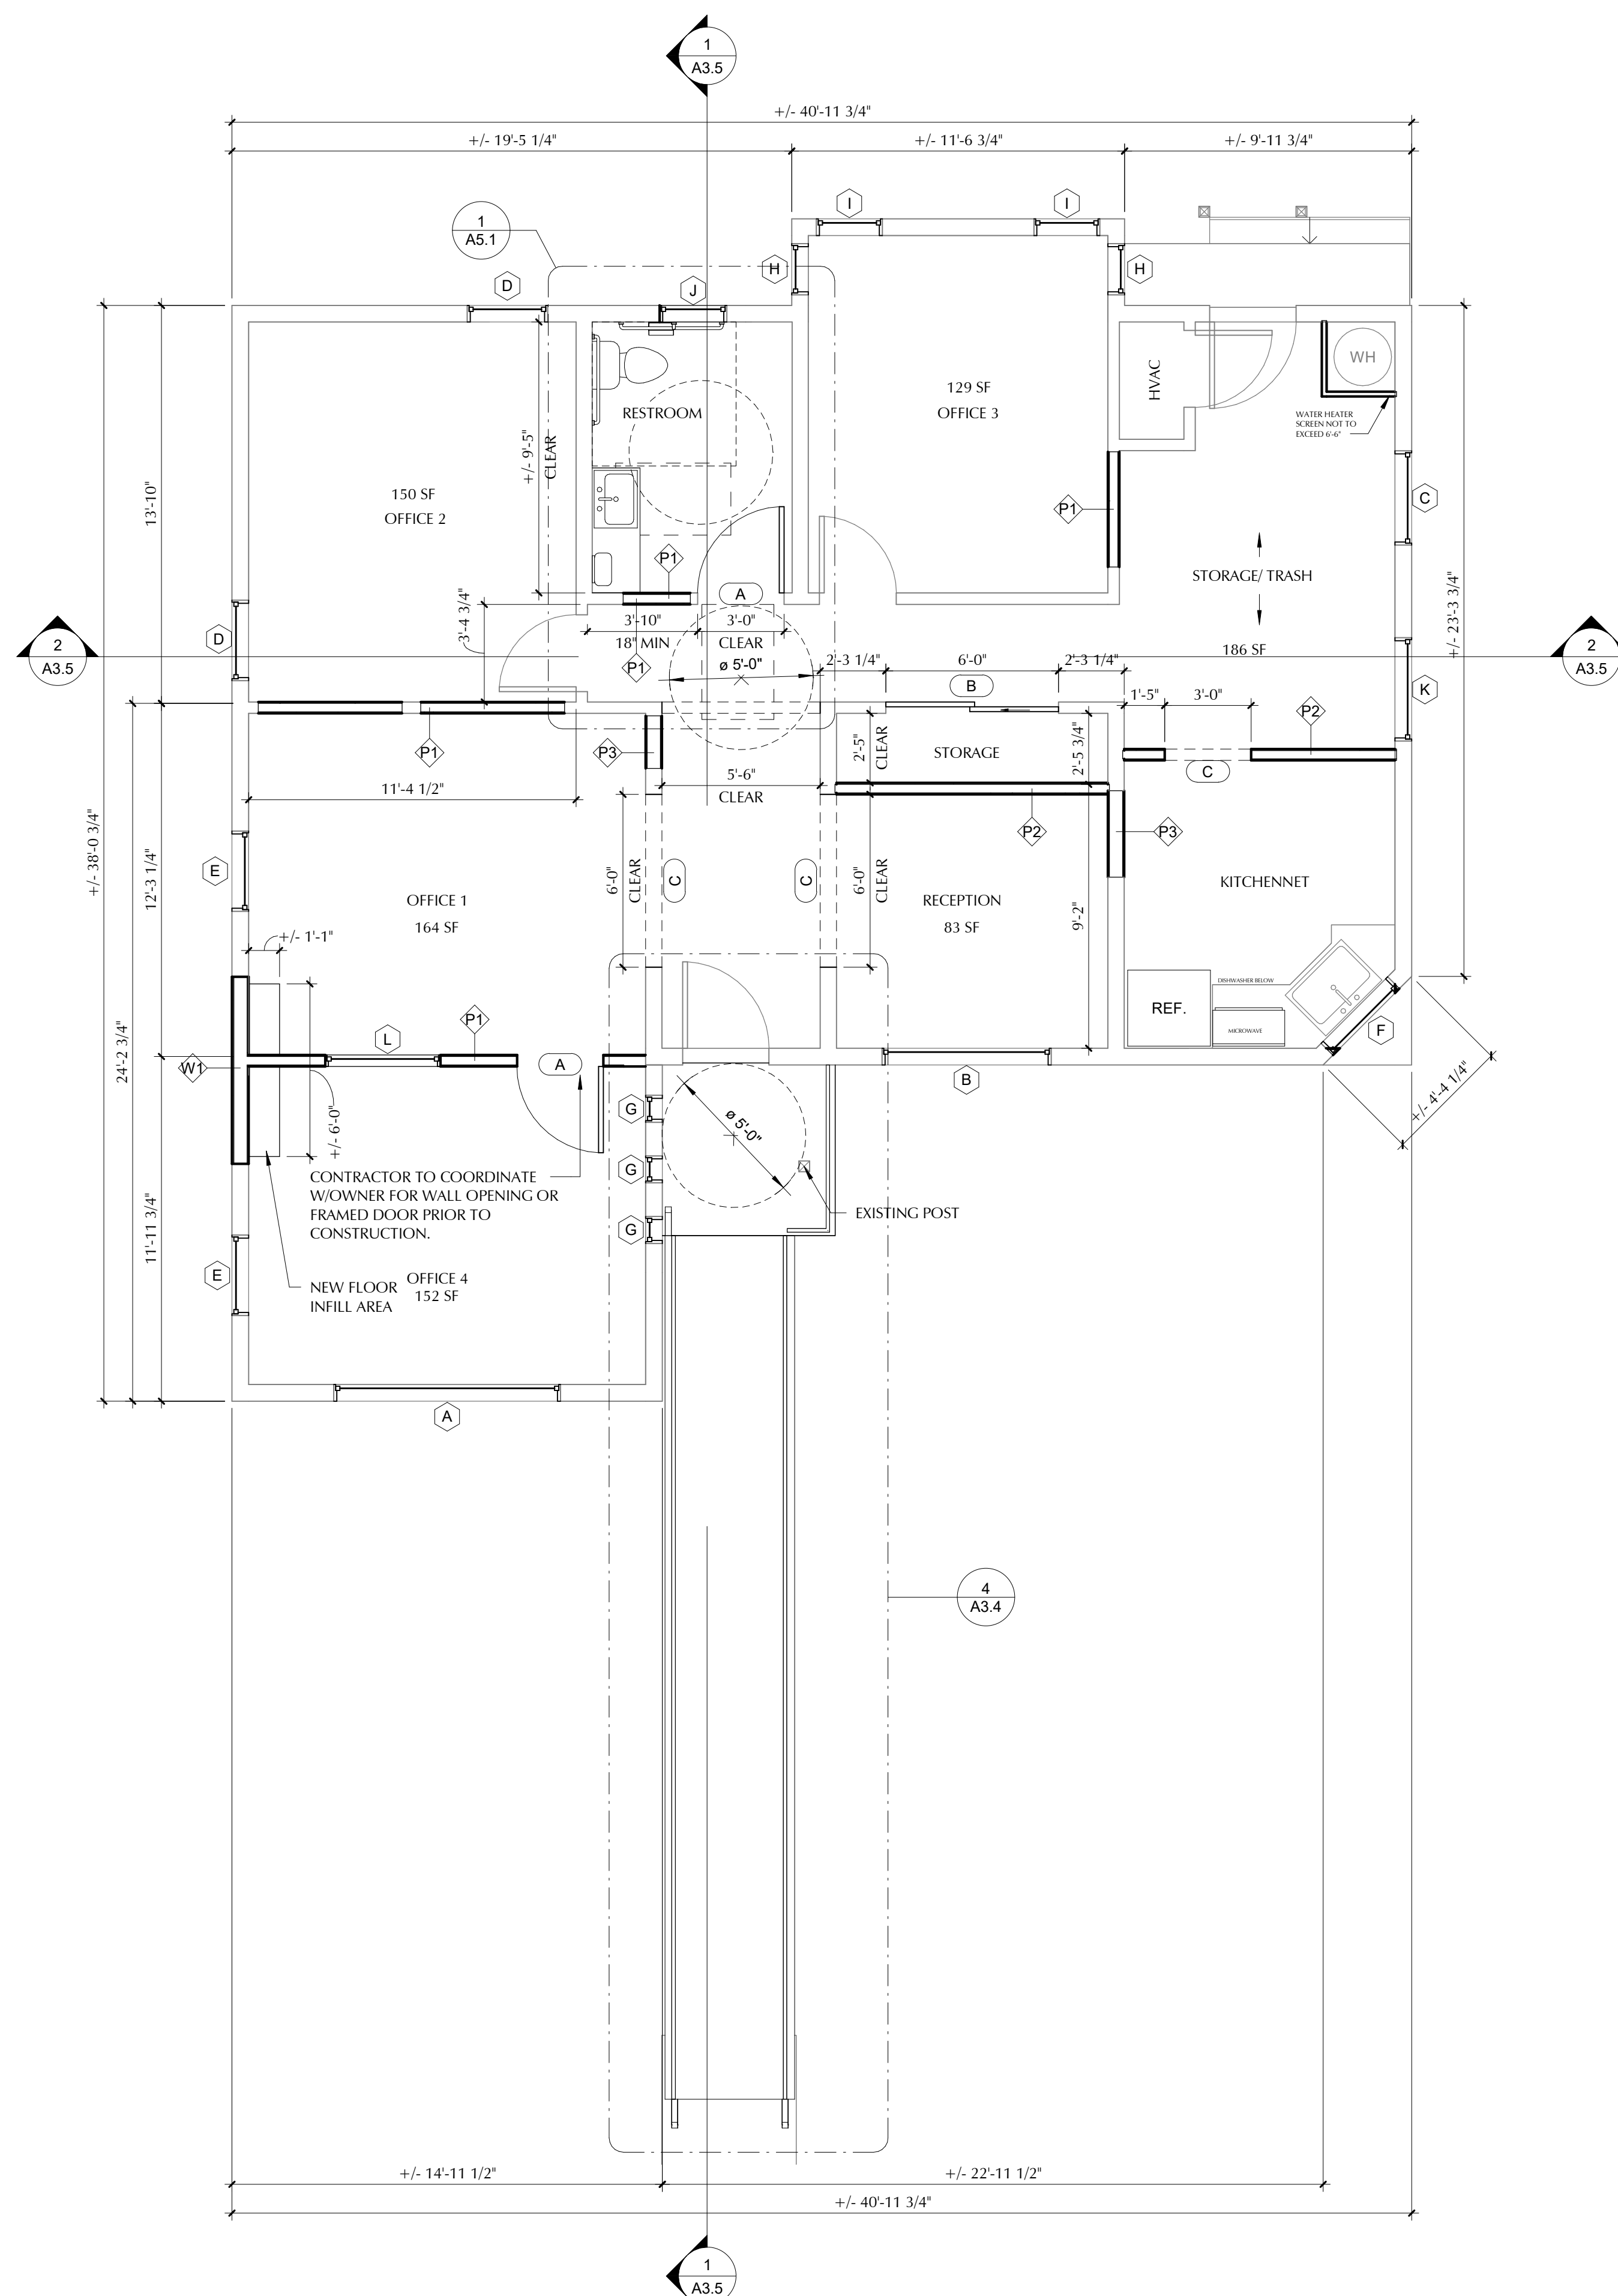 1
A3.5
+/- 40'-11 3/4"
+/- 19'-5 1/4"
+/- 11'-6 3/4"
+/- 9'-11 3/4"
1
A5.1
I
I
H
H
D
J
HVAC
WH
WATER HEATER
SCREEN NOT TO
EXCEED 6'-6"
129 SF
OFFICE 3
RESTROOM
+/- 9'-5"
CLEAR
150 SF
OFFICE 2
13'-10"
C
P1
P1
STORAGE/ TRASH
+/- 23'-3 3/4"
A
3'-4 3/4"
3'-10"
18" MIN
3'-0"
CLEAR
D
2
A3.5
P1
ø 5'-0"
2'-3 1/4"
6'-0"
2'-3 1/4"
186 SF
2
A3.5
B
K
1'-5"
3'-0"
P2
P1
P3
2'-5"
CLEAR
STORAGE
2'-5 3/4"
C
5'-6"
CLEAR
11'-4 1/2"
P2
P3
+/- 38'-0 3/4"
12'-3 1/4"
E
6'-0"
CLEAR
C
C
6'-0"
CLEAR
KITCHENNET
OFFICE 1
164 SF
RECEPTION
83 SF
9'-2"
+/- 1'-1"
DISHWASHER BELOW
REF.
MICROWAVE
F
P1
L
24'-2 3/4"
W1
A
B
+/- 4'-4 1/4"
G
ø 5'-0"
+/- 6'-0"
G
CONTRACTOR TO COORDINATE
W/OWNER FOR WALL OPENING OR
FRAMED DOOR PRIOR TO
CONSTRUCTION.
EXISTING POST
11'-11 3/4"
G
E
OFFICE 4
152 SF
NEW FLOOR
INFILL AREA
A
4
A3.4
+/- 14'-11 1/2"
+/- 22'-11 1/2"
+/- 40'-11 3/4"
1
A3.5